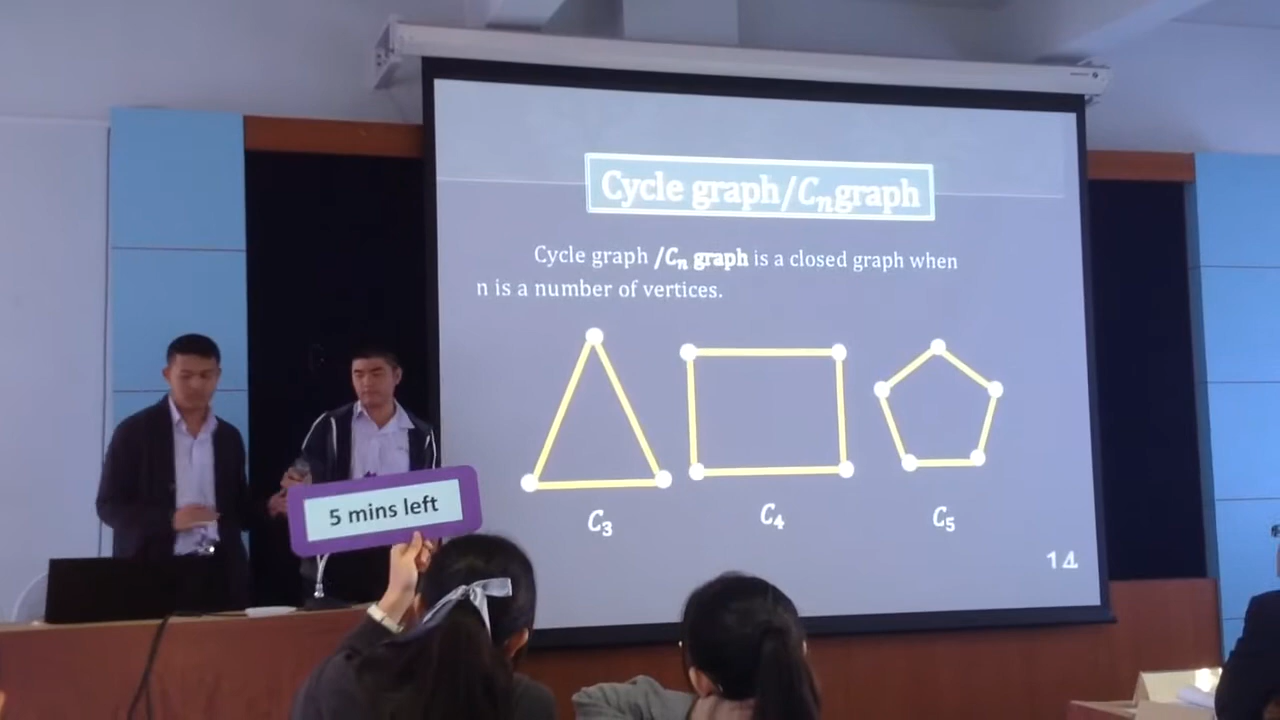 Cycle graph/Cₙgraph
Cycle graph /Cₙ graph is a closed graph when
n is a number of vertices.
5 mins left
C₃
C₄
C₅
14